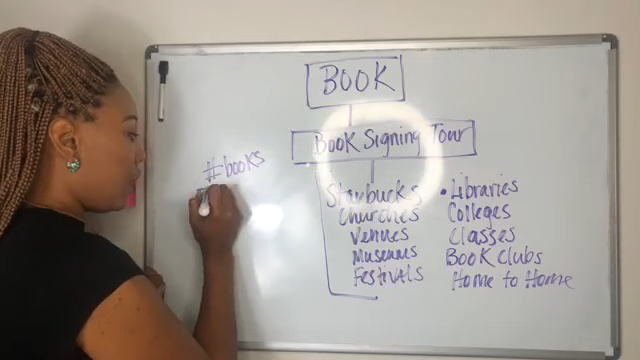 BOOK
Book Signing Tour
#books
Starbucks
Churches
Venues
Museums
Festivals
• Libraries
Colleges
Classes
Book Clubs
Home to Home